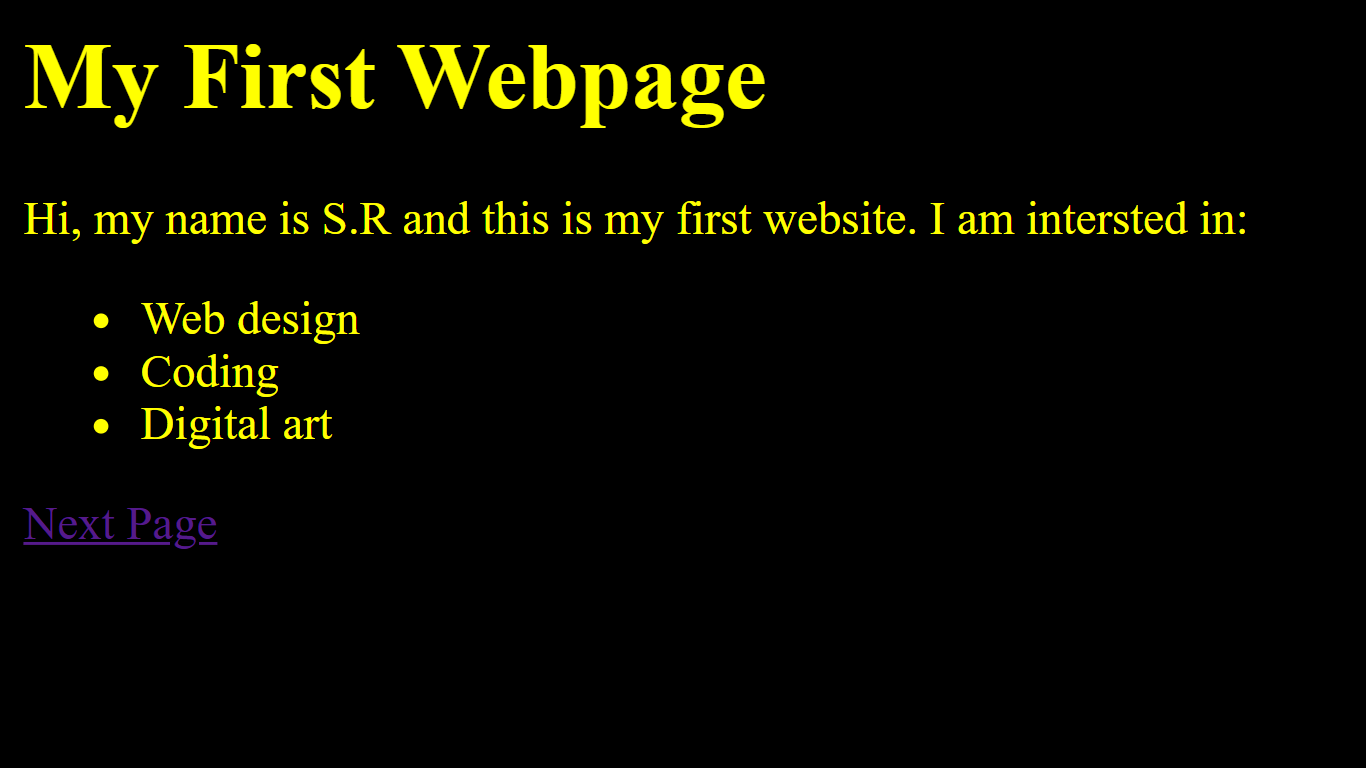 My First Webpage
Hi, my name is S.R and this is my first website. I am intersted in:
Web design
Coding
Digital art
Next Page